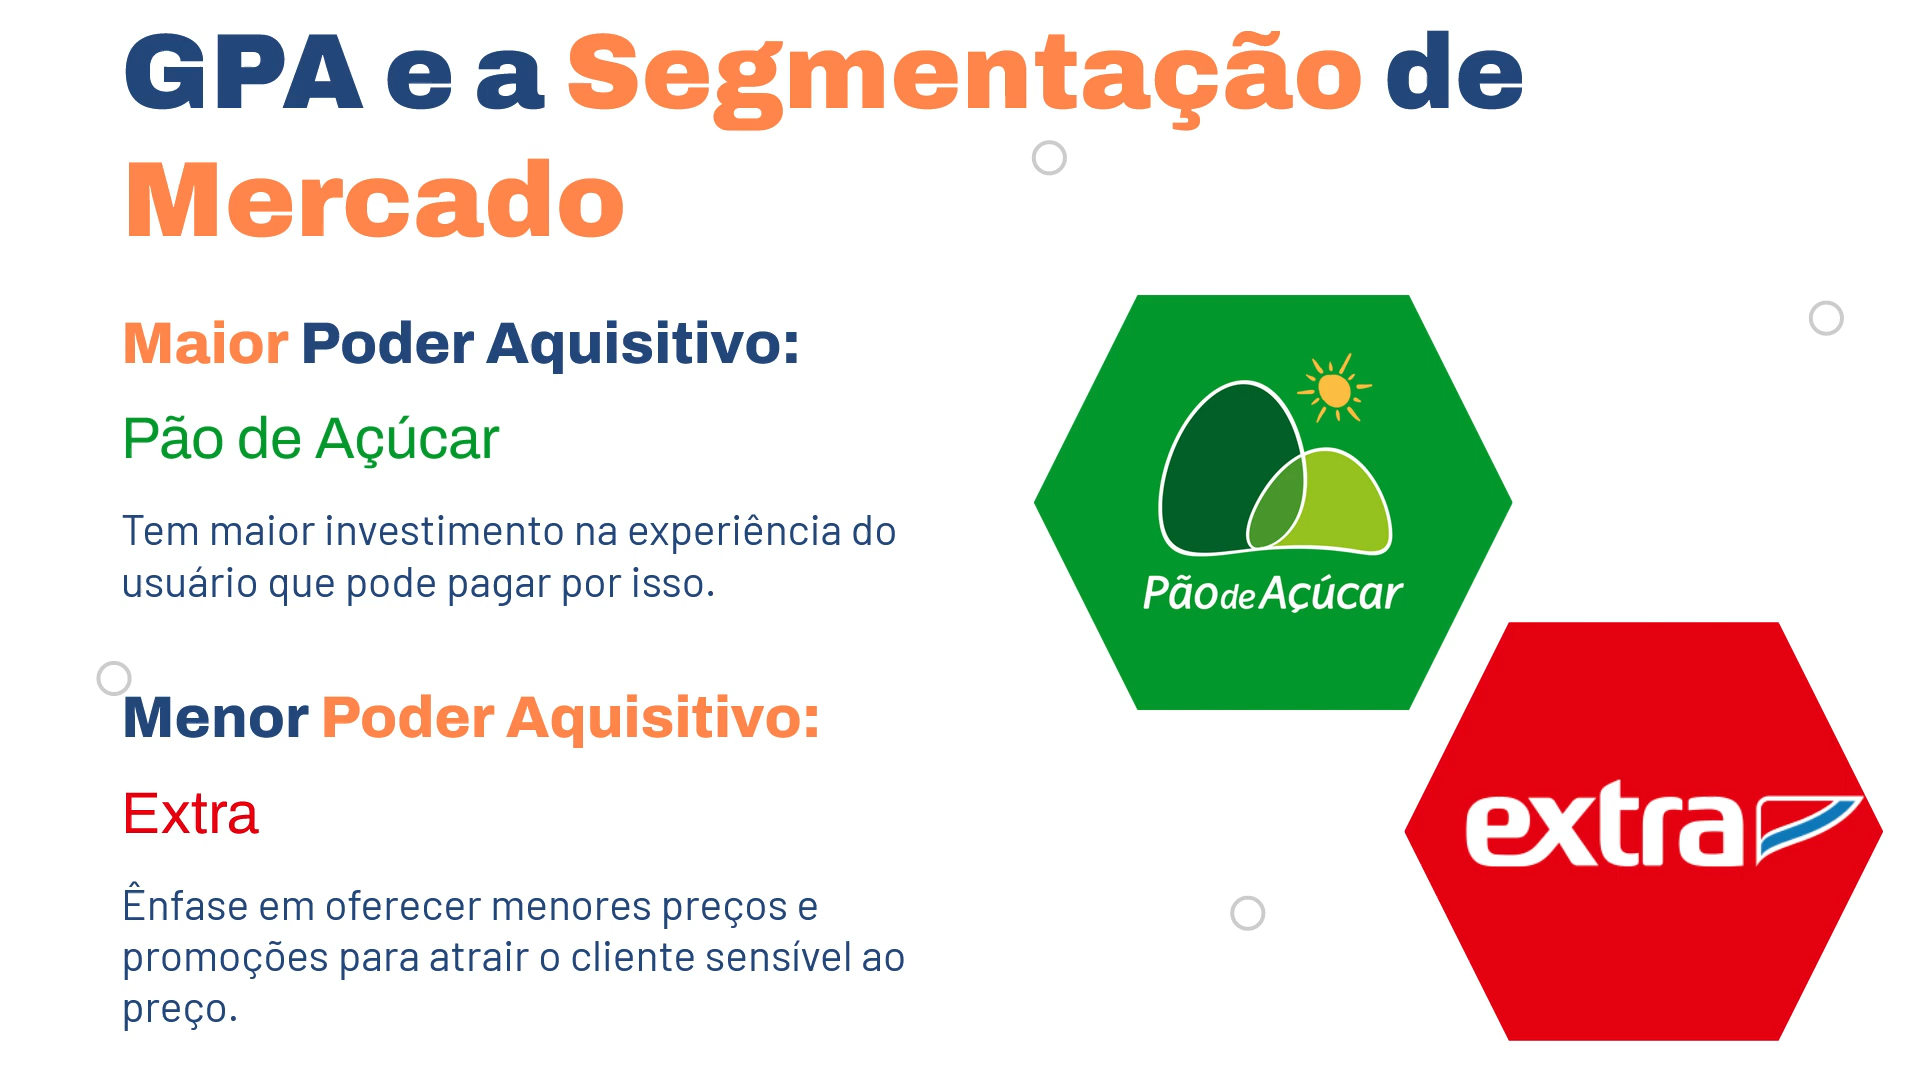 GPA e a Segmentação de
Mercado
Maior Poder Aquisitivo:
Pão de Açúcar
Tem maior investimento na experiência do
usuário que pode pagar por isso.
Menor Poder Aquisitivo:
Extra
Ênfase em oferecer menores preços e
promoções para atrair o cliente sensível ao
preço.
Pão de Açúcar
extra